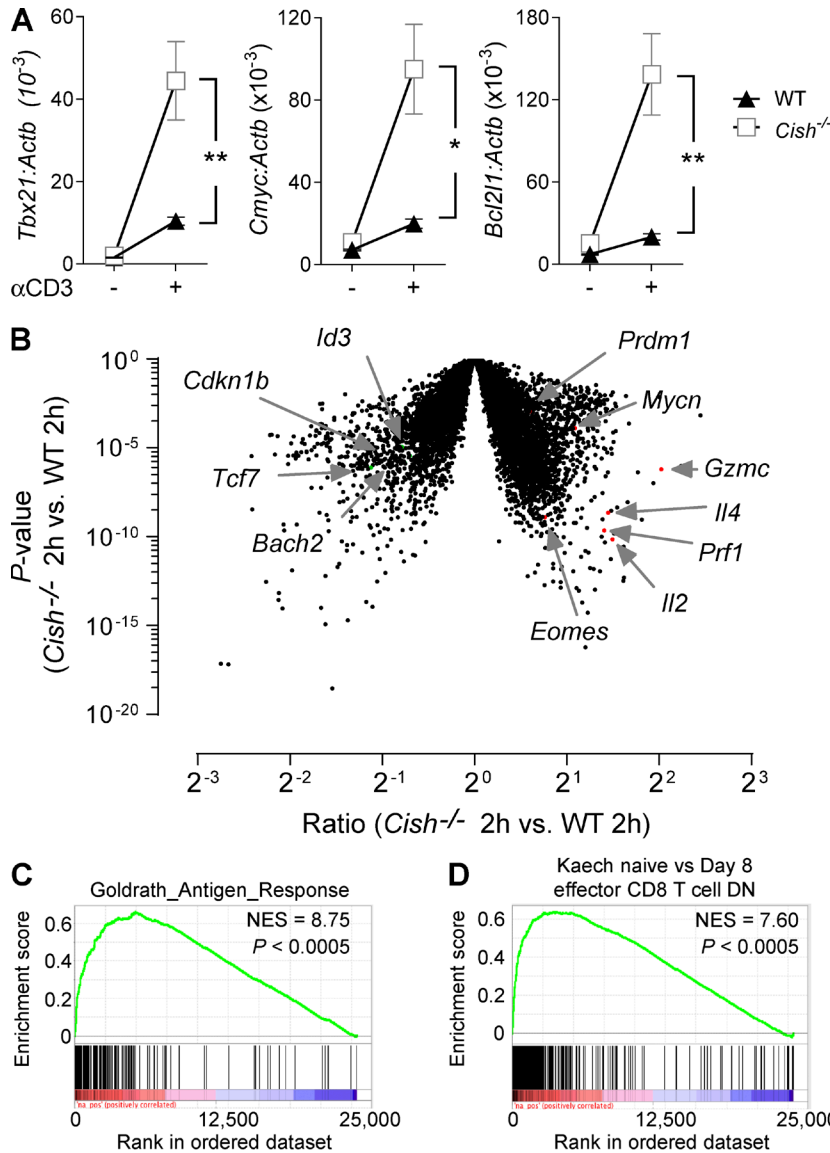 A
Tbx21:Actb (10⁻³)
60
40
20
0
Cmyc:Actb (x10⁻³)
120
80
40
0
Bcl2l1:Actb (x10⁻³)
180
120
60
0
**
*
**
WT
Cish⁻/⁻
αCD3
- +
- +
- +
B
P-value
(Cish⁻/⁻ 2h vs. WT 2h)
10⁰
10⁻⁵
10⁻¹⁰
10⁻¹⁵
10⁻²⁰
Id3
Cdkn1b
Tcf7
Bach2
Prdm1
Mycn
Gzmc
Il4
Prf1
Il2
Eomes
2⁻³ 2⁻² 2⁻¹ 2⁰ 2¹ 2² 2³
Ratio (Cish⁻/⁻ 2h vs. WT 2h)
C
Goldrath_Antigen_Response
NES = 8.75
P < 0.0005
Enrichment score
0.6
0.4
0.2
0
'na_pos' (positively correlated)
0 12,500 25,000
Rank in ordered dataset
D
Kaech naive vs Day 8
effector CD8 T cell DN
NES = 7.60
P < 0.0005
Enrichment score
0.6
0.4
0.2
0
'na_pos' (positively correlated)
0 12,500 25,000
Rank in ordered dataset